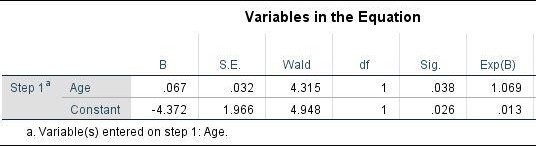 Variables in the Equation
B S.E. Wald df Sig. Exp(B)
Step 1a Age .067 .032 4.315 1 .038 1.069
Constant -4.372 1.966 4.948 1 .026 .013
a. Variable(s) entered on step 1: Age.